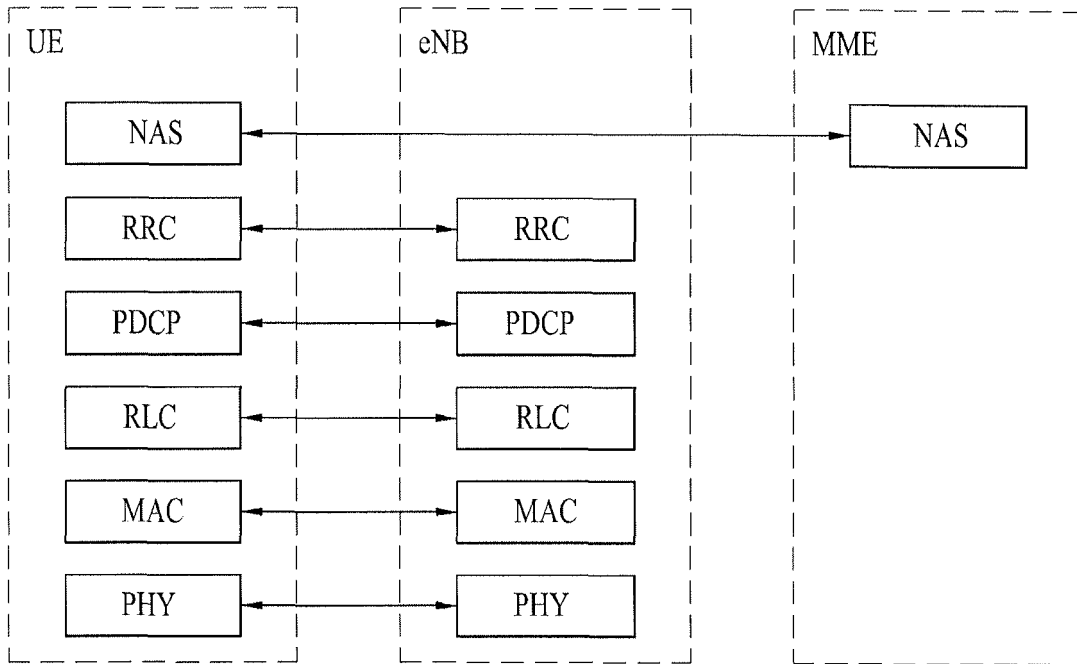 UE
eNB
MME
NAS
NAS
RRC
RRC
PDCP
PDCP
RLC
RLC
MAC
MAC
PHY
PHY